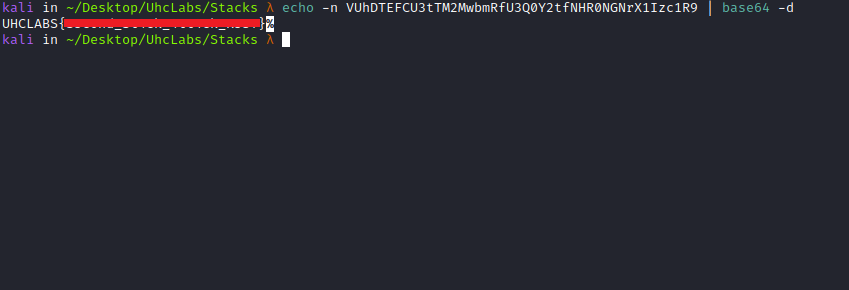 kali in ~/Desktop/UhcLabs/Stacks λ echo -n VUhDTEFCU3tTM2MwbmRfU3Q0Y2tfNHR0NGNrX1Izc1R9 | base64 -d
UHCLABS{}%
kali in ~/Desktop/UhcLabs/Stacks λ